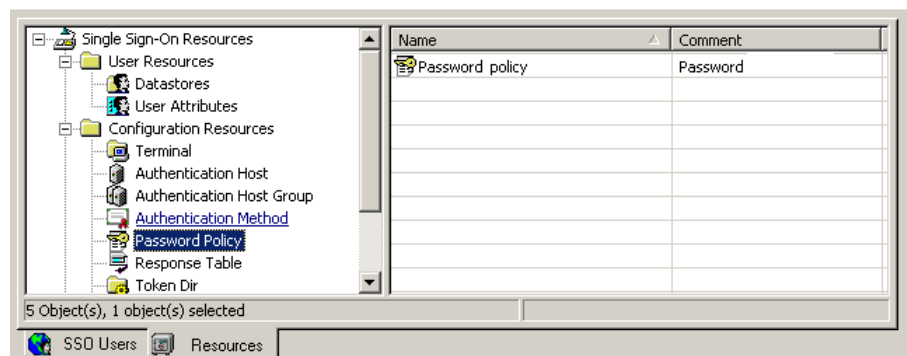 Single Sign-On Resources
User Resources
Datastores
User Attributes
Configuration Resources
Terminal
Authentication Host
Authentication Host Group
Authentication Method
Password Policy
Response Table
Token Dir
Name Comment
Password policy Password
5 Object(s), 1 object(s) selected
SSO Users Resources